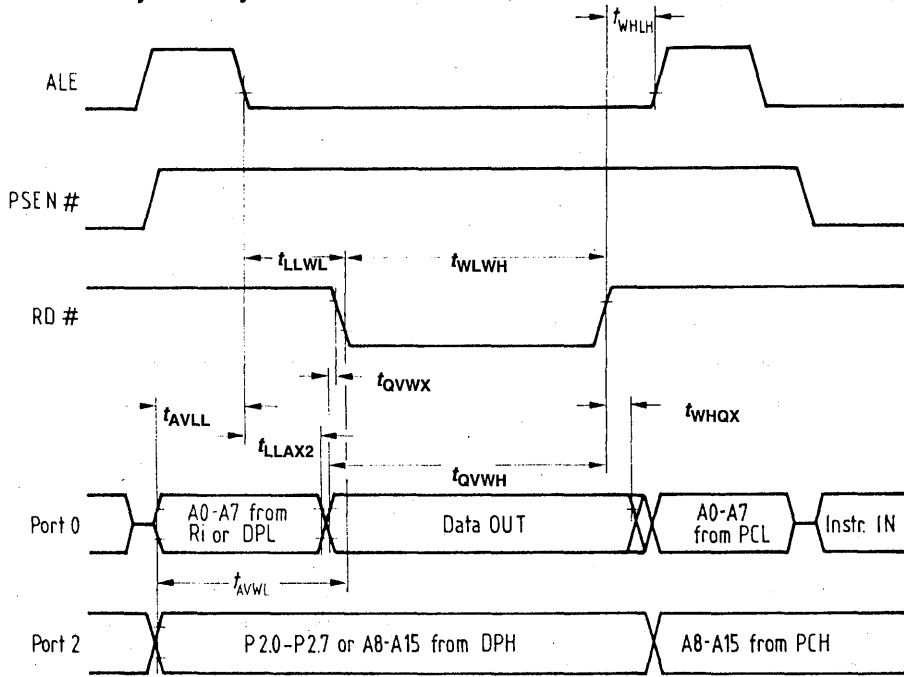 tWHLH
ALE
PSEN #
tLLWL
tWLWH
RD #
tQVWX
tAVLL
tWHQX
tLLAX2
tQVWH
Port 0
A0-A7 from
Ri or DPL
Data OUT
A0-A7
from PCL
Instr. IN
tAVWL
Port 2
P2.0-P2.7 or A8-A15 from DPH
A8-A15 from PCH